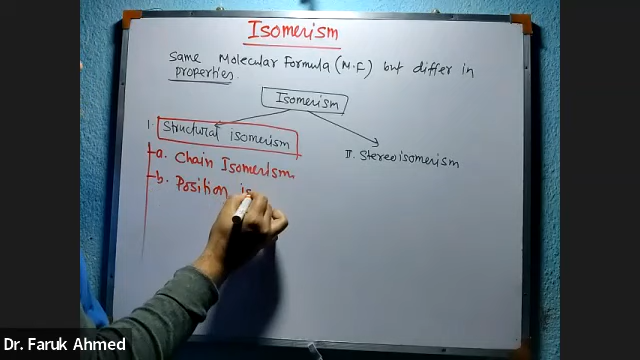 Isomerism
Same Molecular Formula (M.F) but differ in
properties.
Isomerism
I. Structural isomerism
II. Stereoisomerism
a. Chain Isomerism.
b. Position is
Dr. Faruk Ahmed